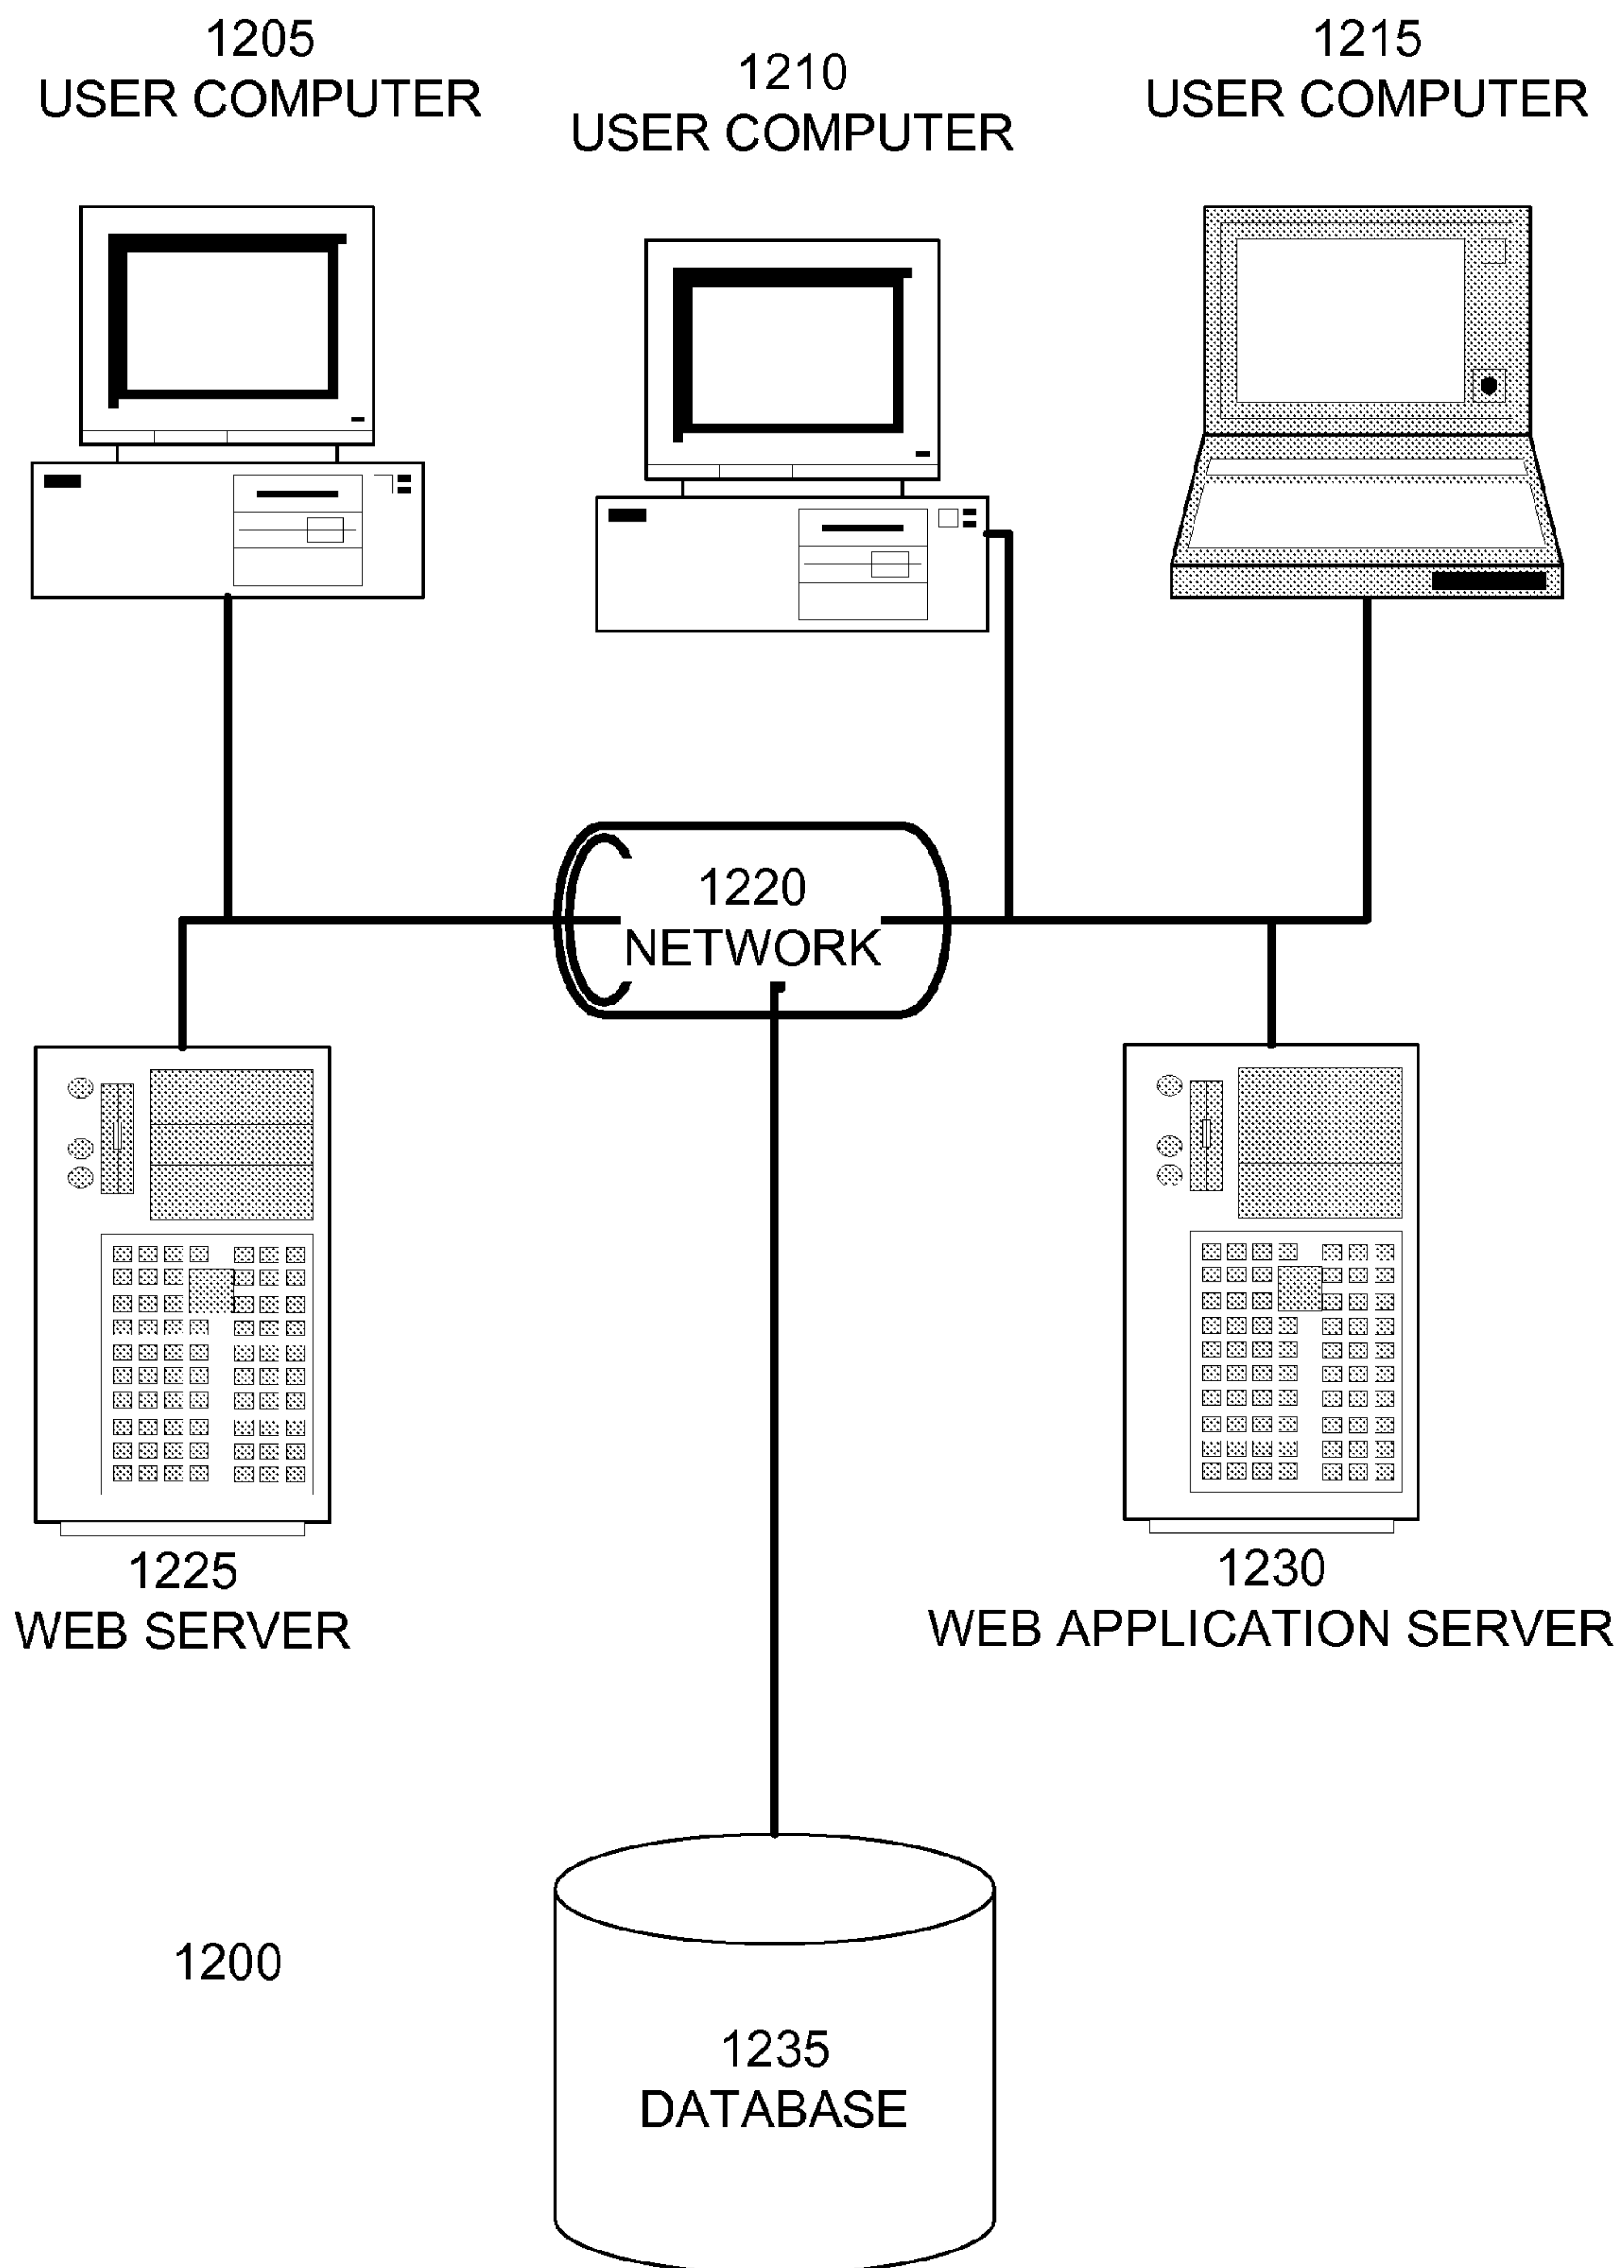 1205
USER COMPUTER
1210
USER COMPUTER
1215
USER COMPUTER
1220
NETWORK
1225
WEB SERVER
1230
WEB APPLICATION SERVER
1200
1235
DATABASE